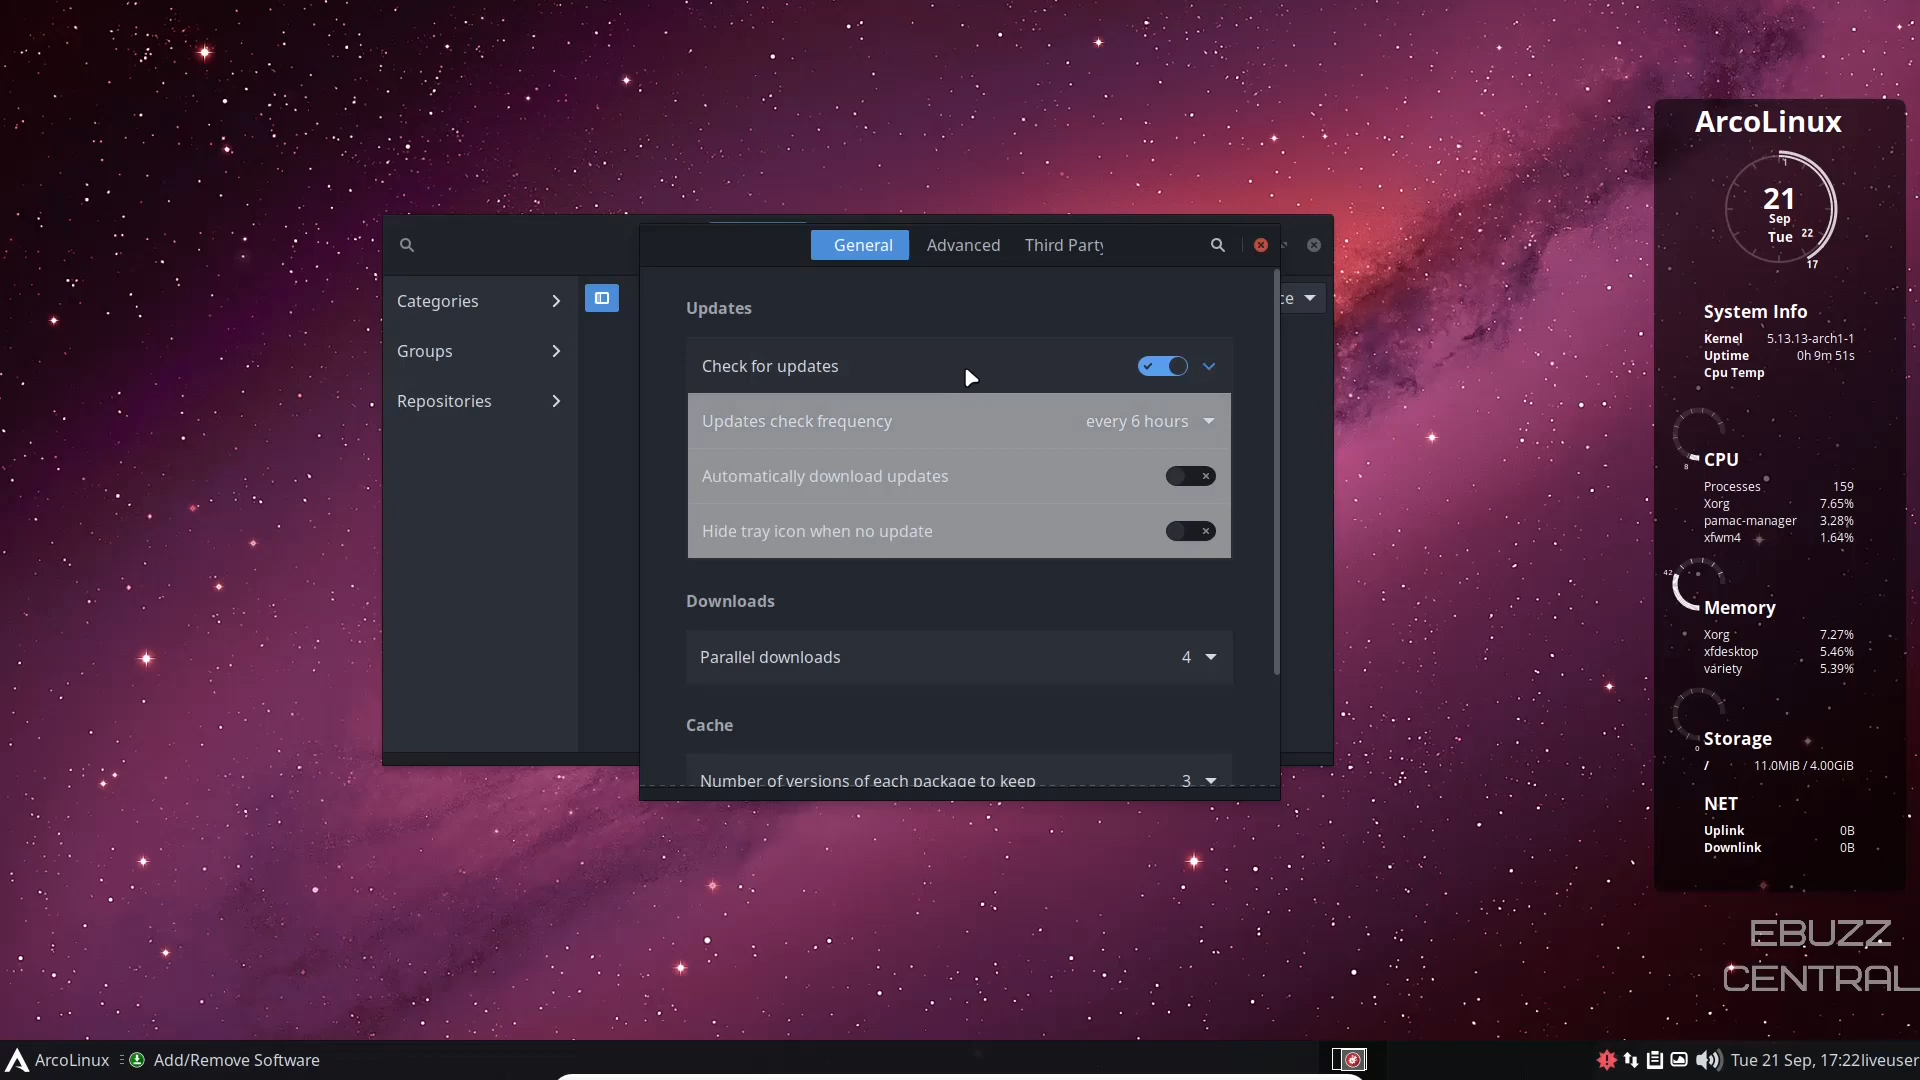 General
Advanced
Third Party
Categories
Groups
Repositories
Updates
Check for updates
Updates check frequency every 6 hours
Automatically download updates
Hide tray icon when no update
Downloads
Parallel downloads 4
Cache
Number of versions of each package to keep 3
ArcoLinux
21
Sep
Tue 22
17
System Info
Kernel 5.13.13-arch1-1
Uptime 0h 9m 51s
Cpu Temp
8
CPU
Processes 159
Xorg 7.65%
pamac-manager 3.28%
xfwm4 1.64%
42
Memory
Xorg 7.27%
xfdesktop 5.46%
variety 5.39%
0
Storage
/ 11.0MiB / 4.00GiB
NET
Uplink 0B
Downlink 0B
EBUZZ
CENTRAL
ArcoLinux
Add/Remove Software
Tue 21 Sep, 17:22 liveuser